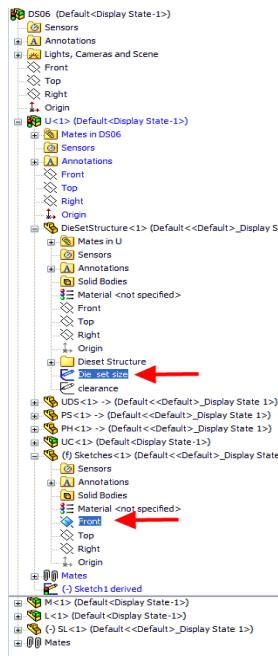 DS06 (Default<Display State-1>)
Sensors
Annotations
Lights, Cameras and Scene
Front
Top
Right
Origin
U<1> (Default<Display State-1>)
Mates in DS06
Sensors
Annotations
Front
Top
Right
Origin
DieSetStructure<1> (Default<<Default>_Display S
Mates in U
Sensors
Annotations
Solid Bodies
Material <not specified>
Front
Top
Right
Origin
Dieset Structure
Die_set size
clearance
UDS<1> -> (Default<<Default>_Display State 1>)
PS<1> -> (Default<<Default>_Display State 1>)
PH<1> -> (Default<<Default>_Display State 1>)
UC<1> (Default<Display State-1>)
(f) Sketches<1> (Default<<Default>_Display State
Sensors
Annotations
Solid Bodies
Material <not specified>
Front
Top
Right
Origin
Mates
(-) Sketch1 derived
M<1> (Default<Display State-1>)
L<1> (Default<Display State-1>)
(-) SL<1> (Default<<Default>_Display State 1>)
Mates